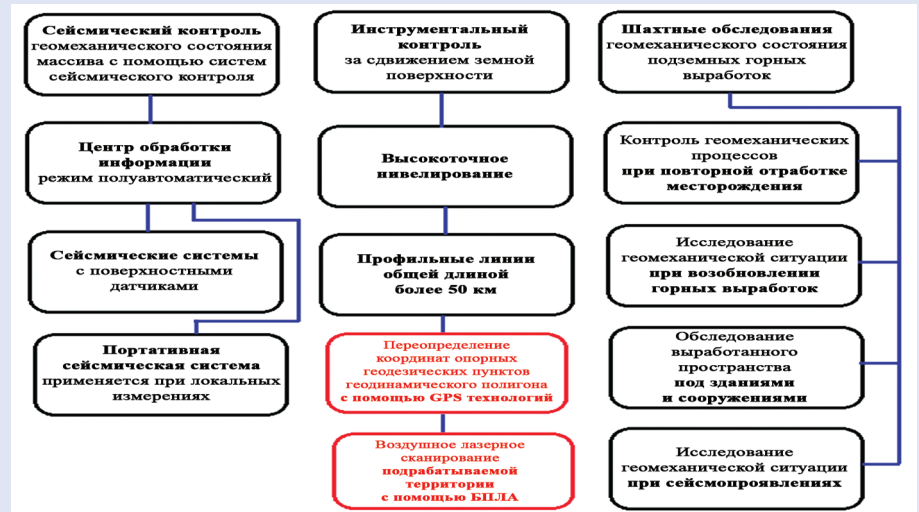 Сейсмический контроль
геомеханического состояния
массива с помощью систем
сейсмического контроля
Центр обработки
информации
режим полуавтоматический
Сейсмические системы
с поверхностными
датчиками
Портативная
сейсмическая система
применяется при локальных
измерениях
Инструментальный
контроль
за сдвижением земной
поверхности
Высокоточное
нивелирование
Профильные линии
общей длиной
более 50 км
Переопределение
координат опорных
геодезических пунктов
геодинамического полигона
с помощью GPS технологий
Воздушное лазерное
сканирование
подрабатываемой
территории
с помощью БПЛА
Шахтные обследования
геомеханического состояния
подземных горных
выработок
Контроль геомеханических
процессов
при повторной отработке
месторождения
Исследование
геомеханической ситуации
при возобновлении
горных выработок
Обследование
выработанного
пространства
под зданиями
и сооружениями
Исследование
геомеханической ситуации
при сейсмопроявлениях